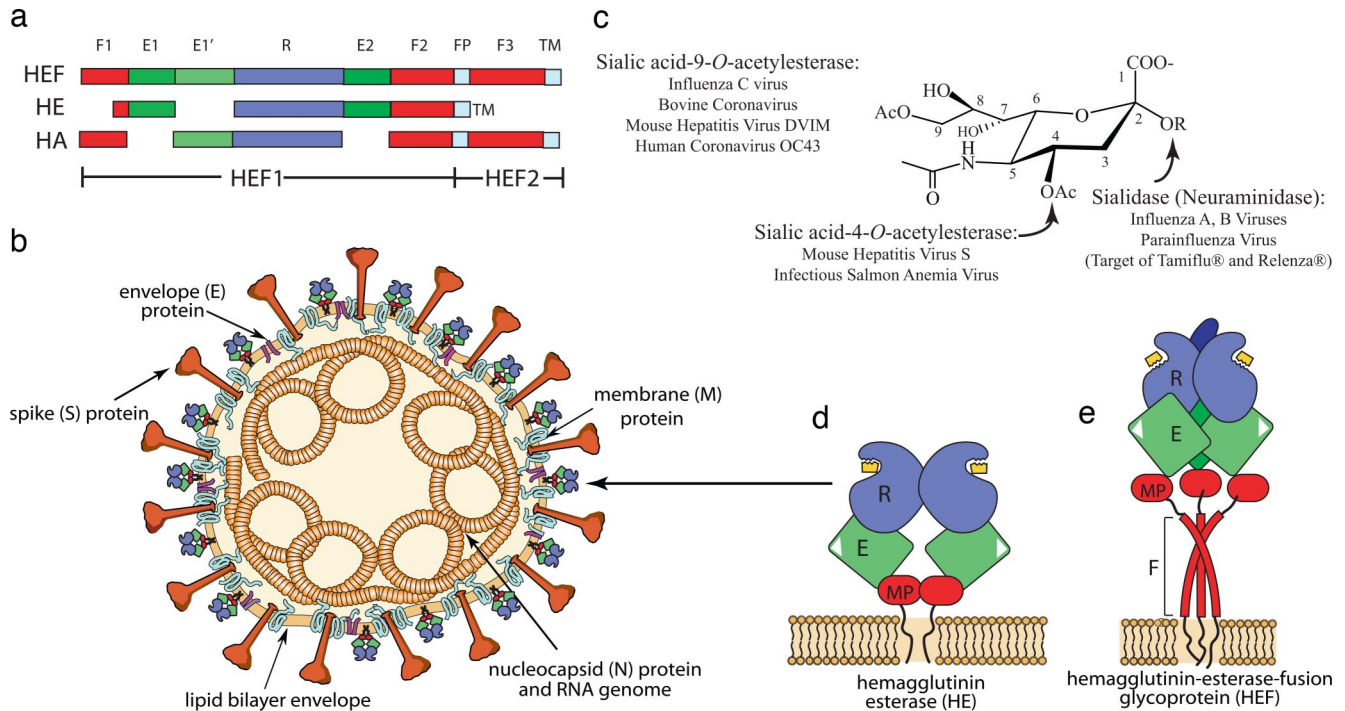 a
F1 E1 E1′ R E2 F2 FP F3 TM
HEF
HE
TM
HA
HEF1 HEF2
b
envelope (E)
protein
spike (S) protein
membrane (M)
protein
nucleocapsid (N) protein
and RNA genome
lipid bilayer envelope
c
Sialic acid-9-O-acetylesterase:
Influenza C virus
Bovine Coronavirus
Mouse Hepatitis Virus DVIM
Human Coronavirus OC43
COO-
1
HO
AcO
8
6
O
9
7
HO
4
2
OR
H
N
5
3
O
OAc
Sialic acid-4-O-acetylesterase:
Mouse Hepatitis Virus S
Infectious Salmon Anemia Virus
Sialidase (Neuraminidase):
Influenza A, B Viruses
Parainfluenza Virus
(Target of Tamiflu® and Relenza®)
d
R
E
MP
hemagglutinin
esterase (HE)
e
R
E
MP
F
hemagglutinin-esterase-fusion
glycoprotein (HEF)